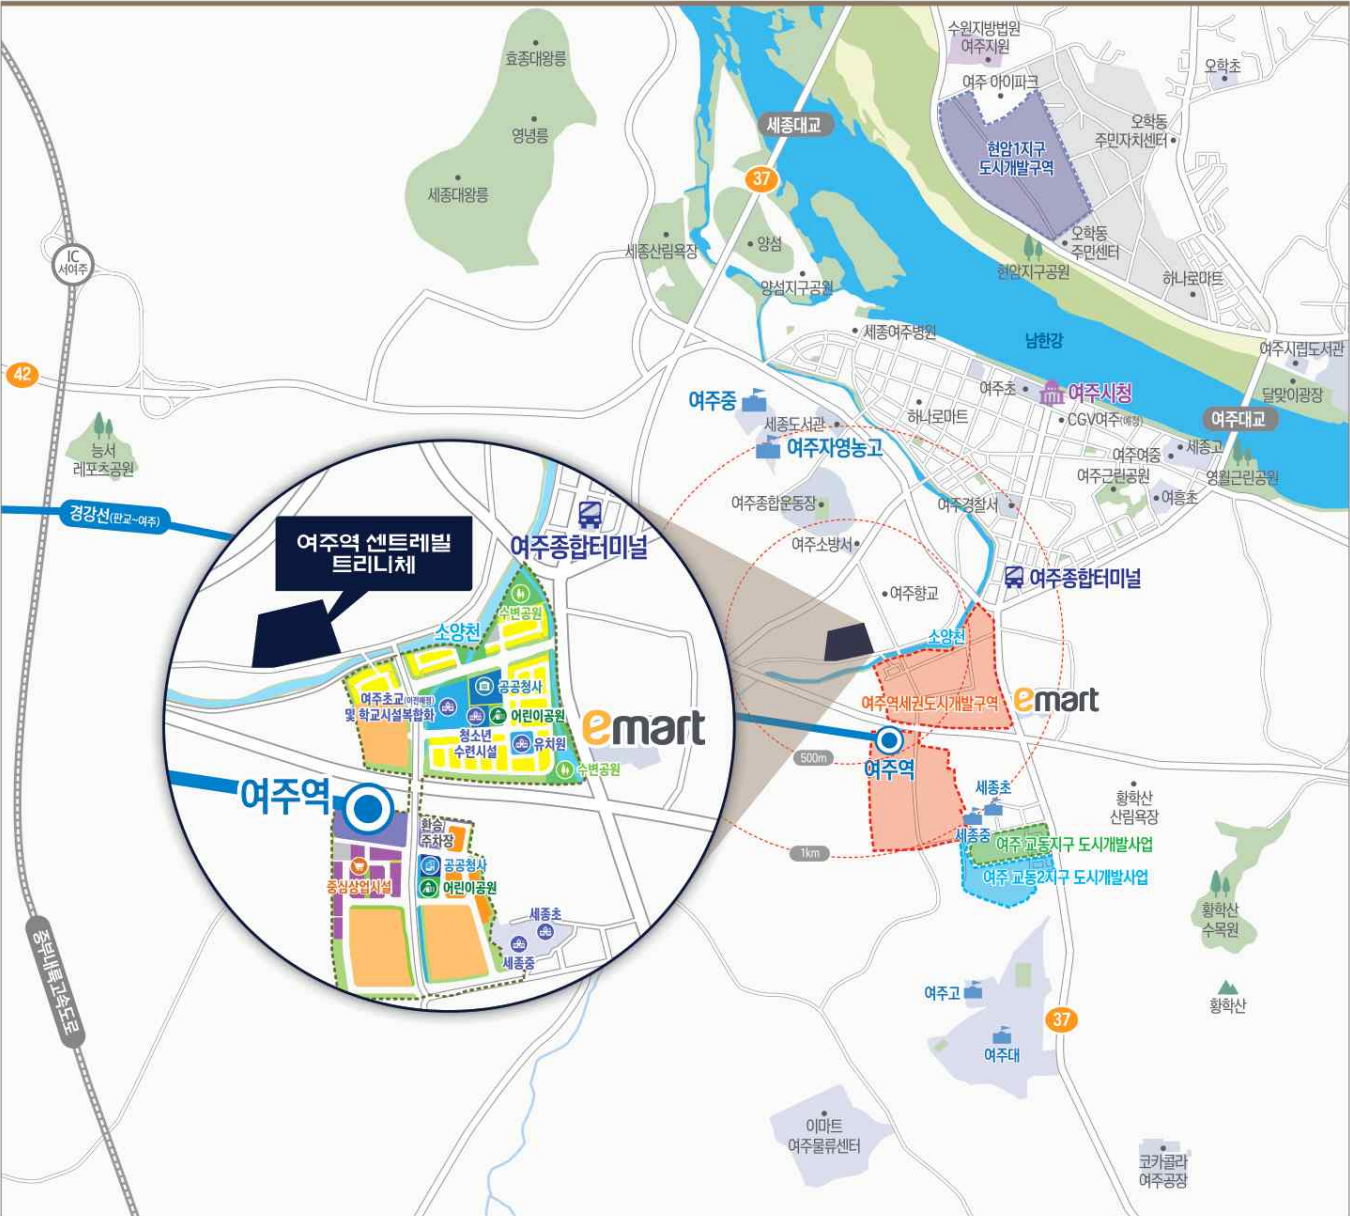 수원지방법원
여주지원
효종대왕릉
오학초
여주 아이파크
영녕릉
세종대교
오학동
주민자치센터
현암1지구
도시개발구역
37
세종대왕릉
세종산림욕장
양섬
오학동
주민센터
IC
서여주
현암지구공원
하나로마트
양섬지구공원
세종여주병원
남한강
여주시립도서관
42
여주중
여주초
여주시청
달맞이광장
하나로마트
CGV여주(예정)
여주대교
세종도서관
여주자영농고
세종고
여주여중
능서
레포츠공원
여주근린공원
영월근린공원
여흥초
여주종합운동장
여주경찰서
경강선(판교~여주)
여주역 센트레빌
트리니체
여주종합터미널
여주소방서
여주종합터미널
여주향교
수변공원
소양천
소양천
공공청사
여주초교(이전예정)
및 학교시설복합화
어린이공원
청소년
수련시설
유치원
emart
여주역세권도시개발구역
emart
수변공원
500m
여주역
여주역
세종초
황학산
산림욕장
환승
주차장
세종중
여주 교동지구 도시개발사업
1km
공공청사
중심상업시설
어린이공원
여주 교동2지구 도시개발사업
세종초
황학산
수목원
세종중
중부내륙고속도로
여주고
황학산
37
여주대
이마트
여주물류센터
코카콜라
여주공장